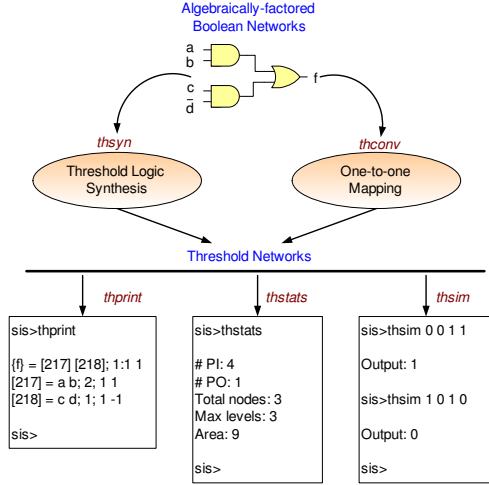 Algebraically-factored
Boolean Networks
a
b
c
d
f
thsyn
thconv
Threshold Logic
Synthesis
One-to-one
Mapping
Threshold Networks
thprint
thstats
thsim
sis>thprint
{f} = [217] [218]; 1:1 1
[217] = a b; 2; 1 1
[218] = c d; 1; 1 -1
sis>
sis>thstats
# PI: 4
# PO: 1
Total nodes: 3
Max levels: 3
Area: 9
sis>
sis>thsim 0 0 1 1
Output: 1
sis>thsim 1 0 1 0
Output: 0
sis>